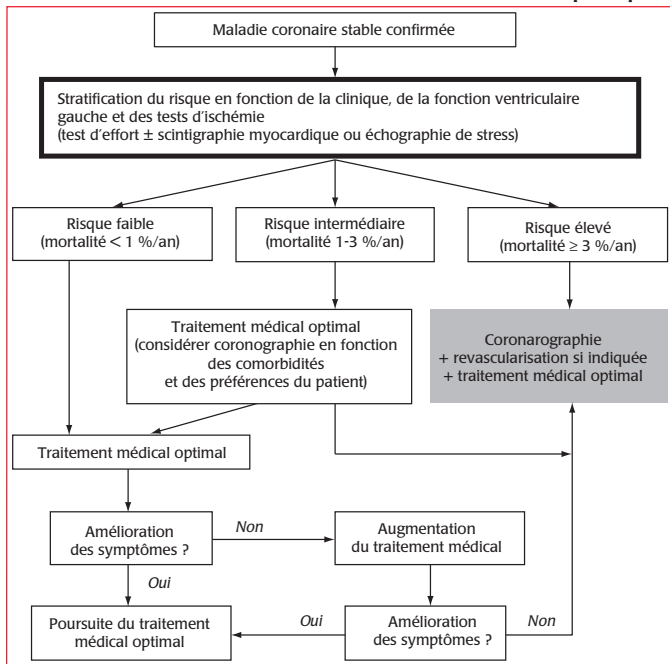 Maladie coronaire stable confirmée
Stratification du risque en fonction de la clinique, de la fonction ventriculaire
gauche et des tests d'ischémie
(test d'effort ± scintigraphie myocardique ou échographie de stress)
Risque faible
(mortalité < 1 %/an)
Risque intermédiaire
(mortalité 1-3 %/an)
Risque élevé
(mortalité ≥ 3 %/an)
Traitement médical optimal
(considérer coronographie en fonction
des comorbidités
et des préférences du patient)
Coronarographie
+ revascularisation si indiquée
+ traitement médical optimal
Traitement médical optimal
Amélioration
des symptômes ?
Non
Augmentation
du traitement médical
Oui
Poursuite du traitement
médical optimal
Oui
Amélioration
des symptômes ?
Non